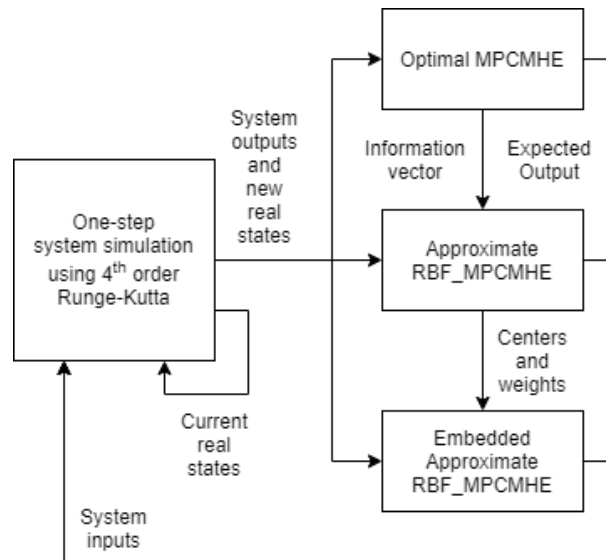 Optimal MPCMHE
System
outputs
and
new
real
states
Information
vector
Expected
Output
One-step
system simulation
using 4th order
Runge-Kutta
Approximate
RBF_MPCMHE
Centers
and
weights
Current
real
states
Embedded
Approximate
RBF_MPCMHE
System
inputs